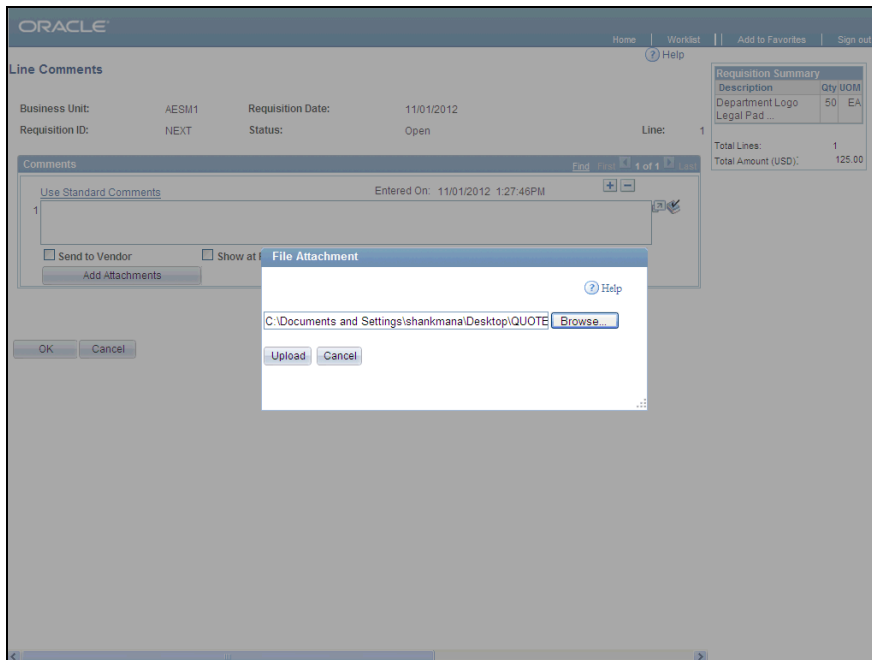 ORACLE
Home | Worklist | | Add to Favorites | Sign out
? Help
Line Comments
Requisition Summary
Description Qty UOM
Department Logo Legal Pad ... 50 EA
Total Lines: 1
Total Amount (USD): 125.00
Business Unit: AESM1 Requisition Date: 11/01/2012
Requisition ID: NEXT Status: Open Line: 1
Comments Find First 1 of 1 Last
Use Standard Comments Entered On: 11/01/2012 1:27:46PM + -
1
Send to Vendor Show at
Add Attachments
File Attachment
? Help
C:\Documents and Settings\shankmana\Desktop\QUOTE Browse...
Upload Cancel
OK Cancel